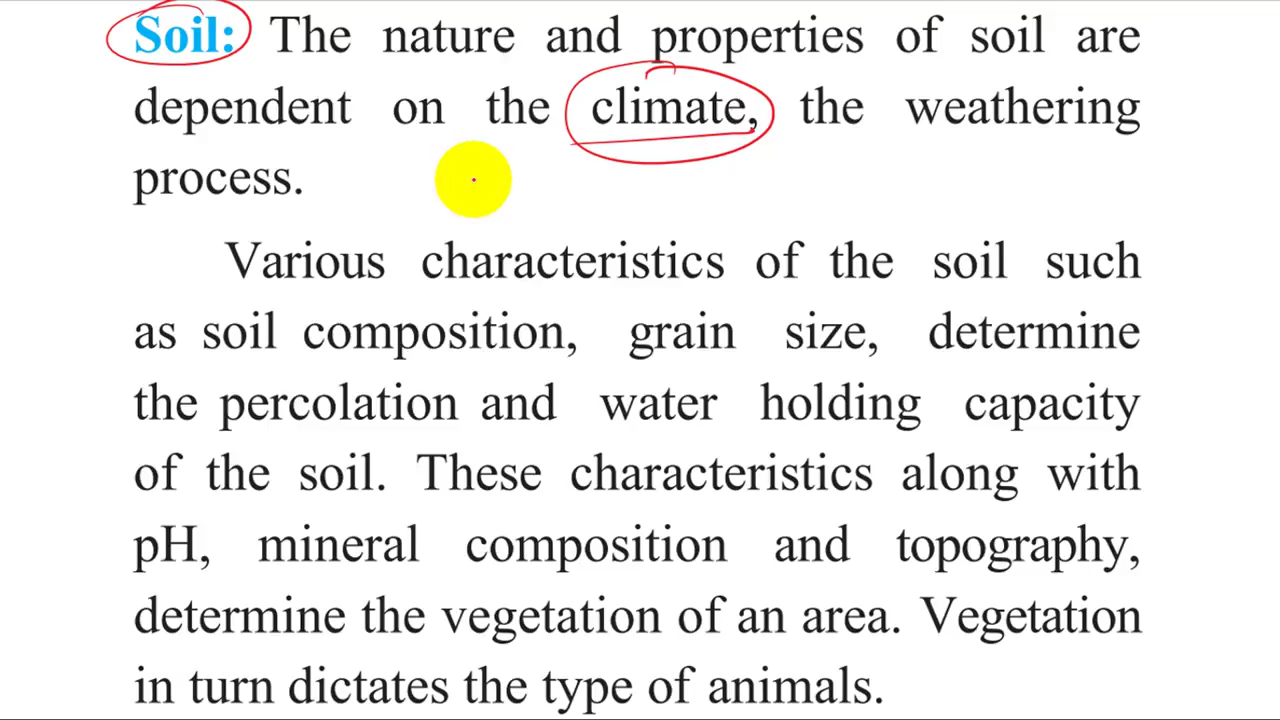 Soil: The nature and properties of soil are
dependent on the climate, the weathering
process.
Various characteristics of the soil such
as soil composition, grain size, determine
the percolation and water holding capacity
of the soil. These characteristics along with
pH, mineral composition and topography,
determine the vegetation of an area. Vegetation
in turn dictates the type of animals.